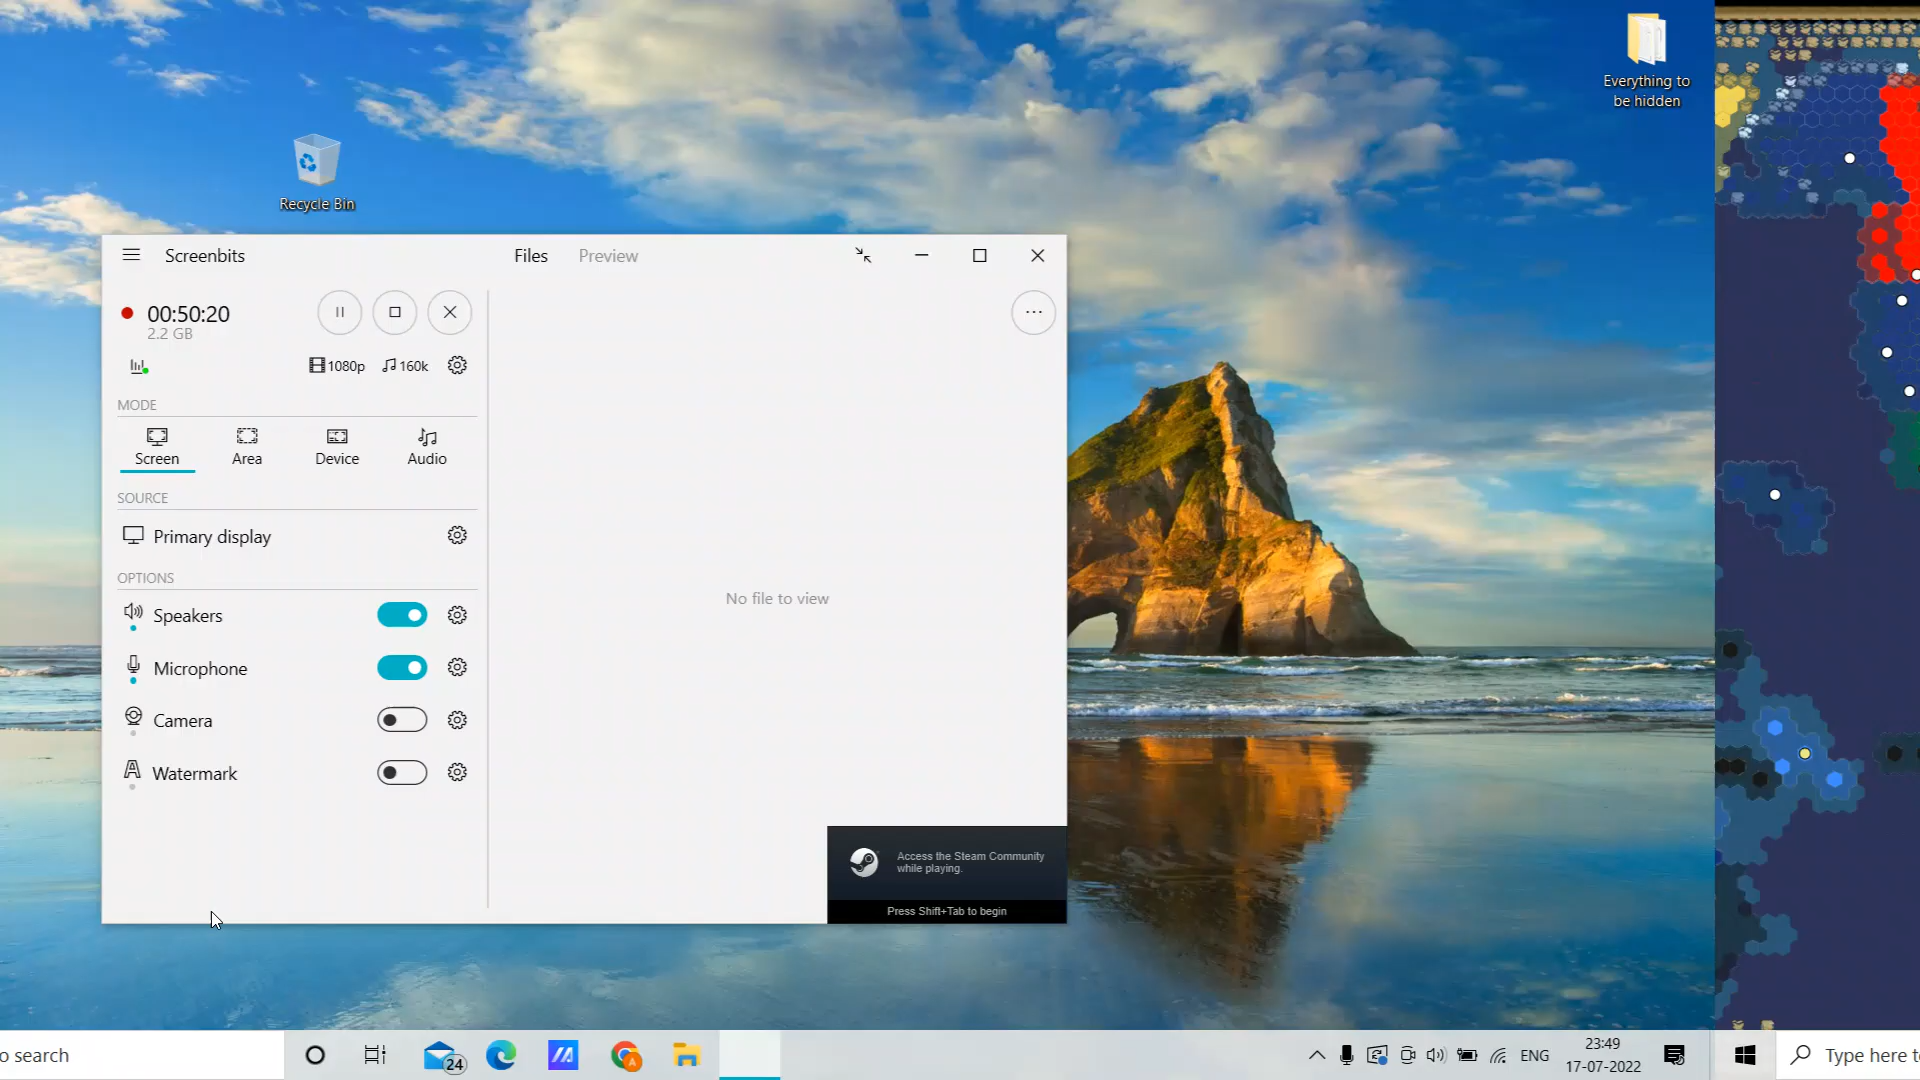 Everything to
be hidden
Recycle Bin
Screenbits
Files
Preview
00:50:20
2.2 GB
1080p
160k
MODE
Screen
Area
Device
Audio
SOURCE
Primary display
OPTIONS
Speakers
Microphone
Camera
Watermark
No file to view
Access the Steam Community
while playing.
Press Shift+Tab to begin
o search
24
A
ENG
23:49
17-07-2022
Type here t